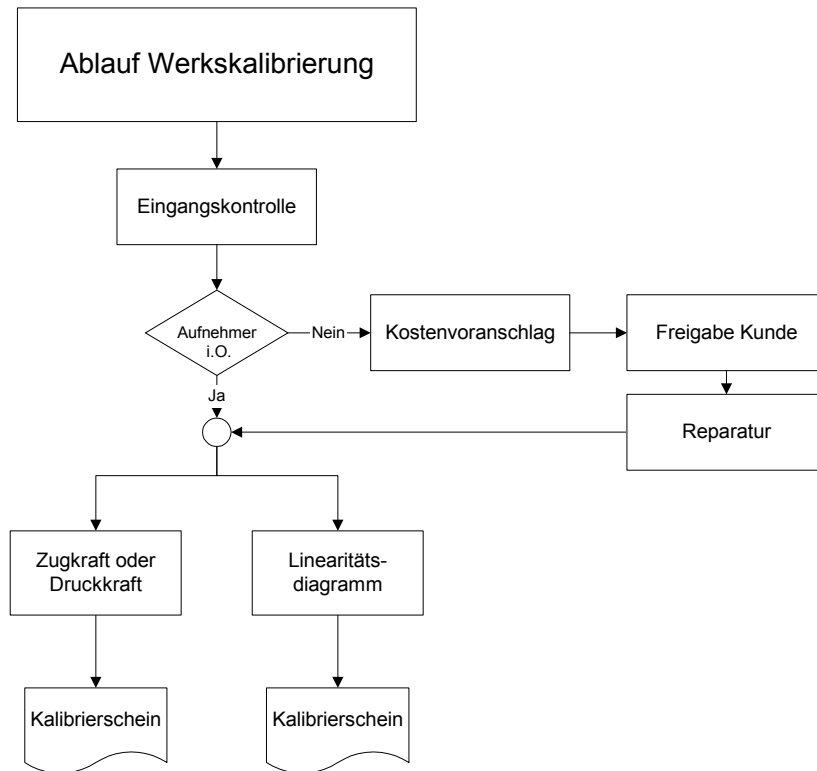 Ablauf Werkskalibrierung
Eingangskontrolle
Aufnehmer
i.O.
Nein
Kostenvoranschlag
Freigabe Kunde
Ja
Reparatur
Zugkraft oder
Druckkraft
Linearitäts-
diagramm
Kalibrierschein
Kalibrierschein